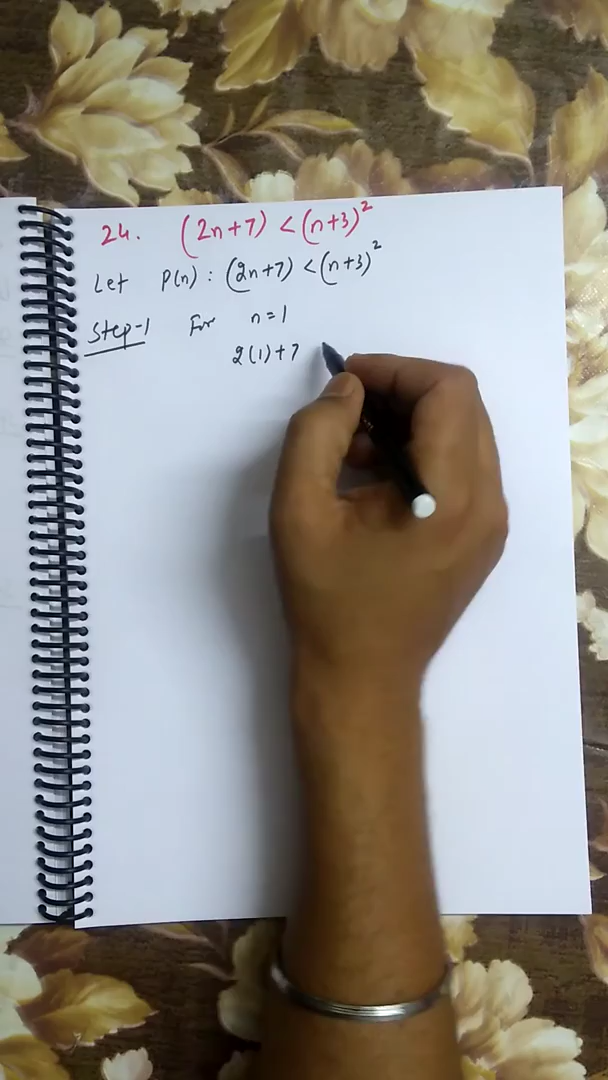 24. (2n+7) < (n+3)²
Let P(n) : (2n+7) < (n+3)²
Step-1 For n=1
2(1)+7